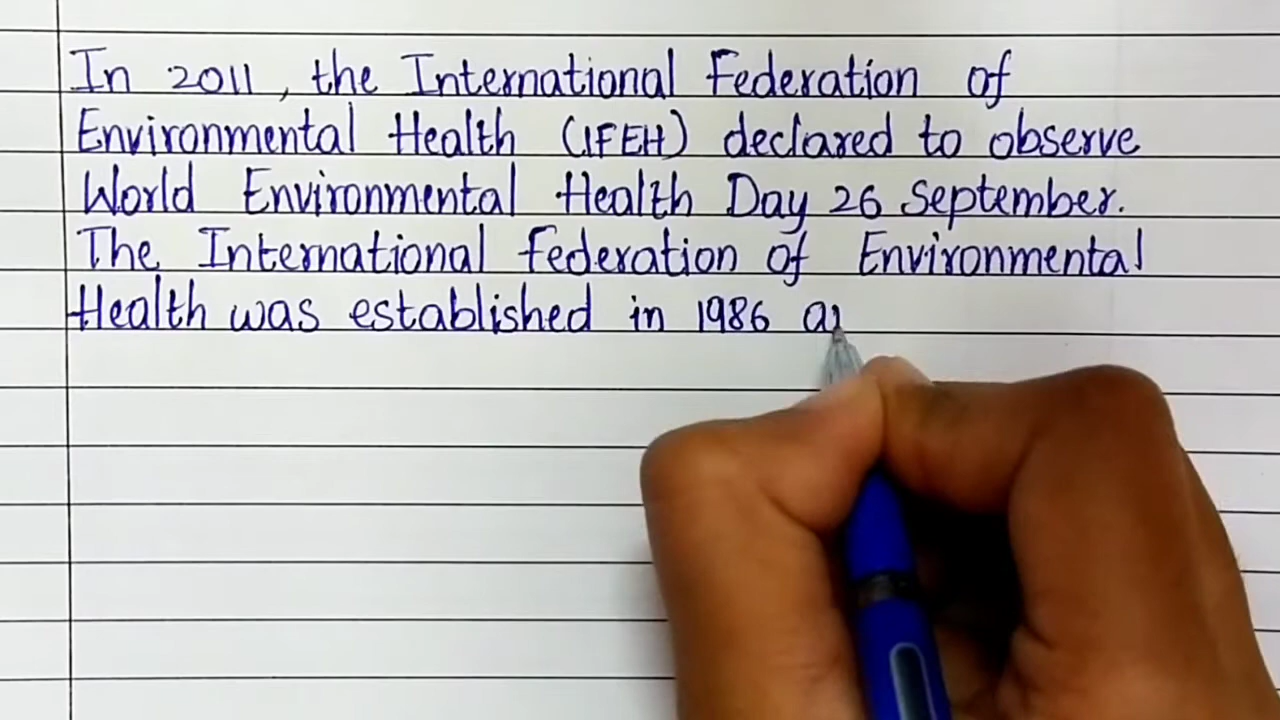 In 2011, the International Federation of
Environmental Health (IFEH) declared to observe
World Environmental Health Day 26 September.
The International Federation of Environmental
Health was established in 1986